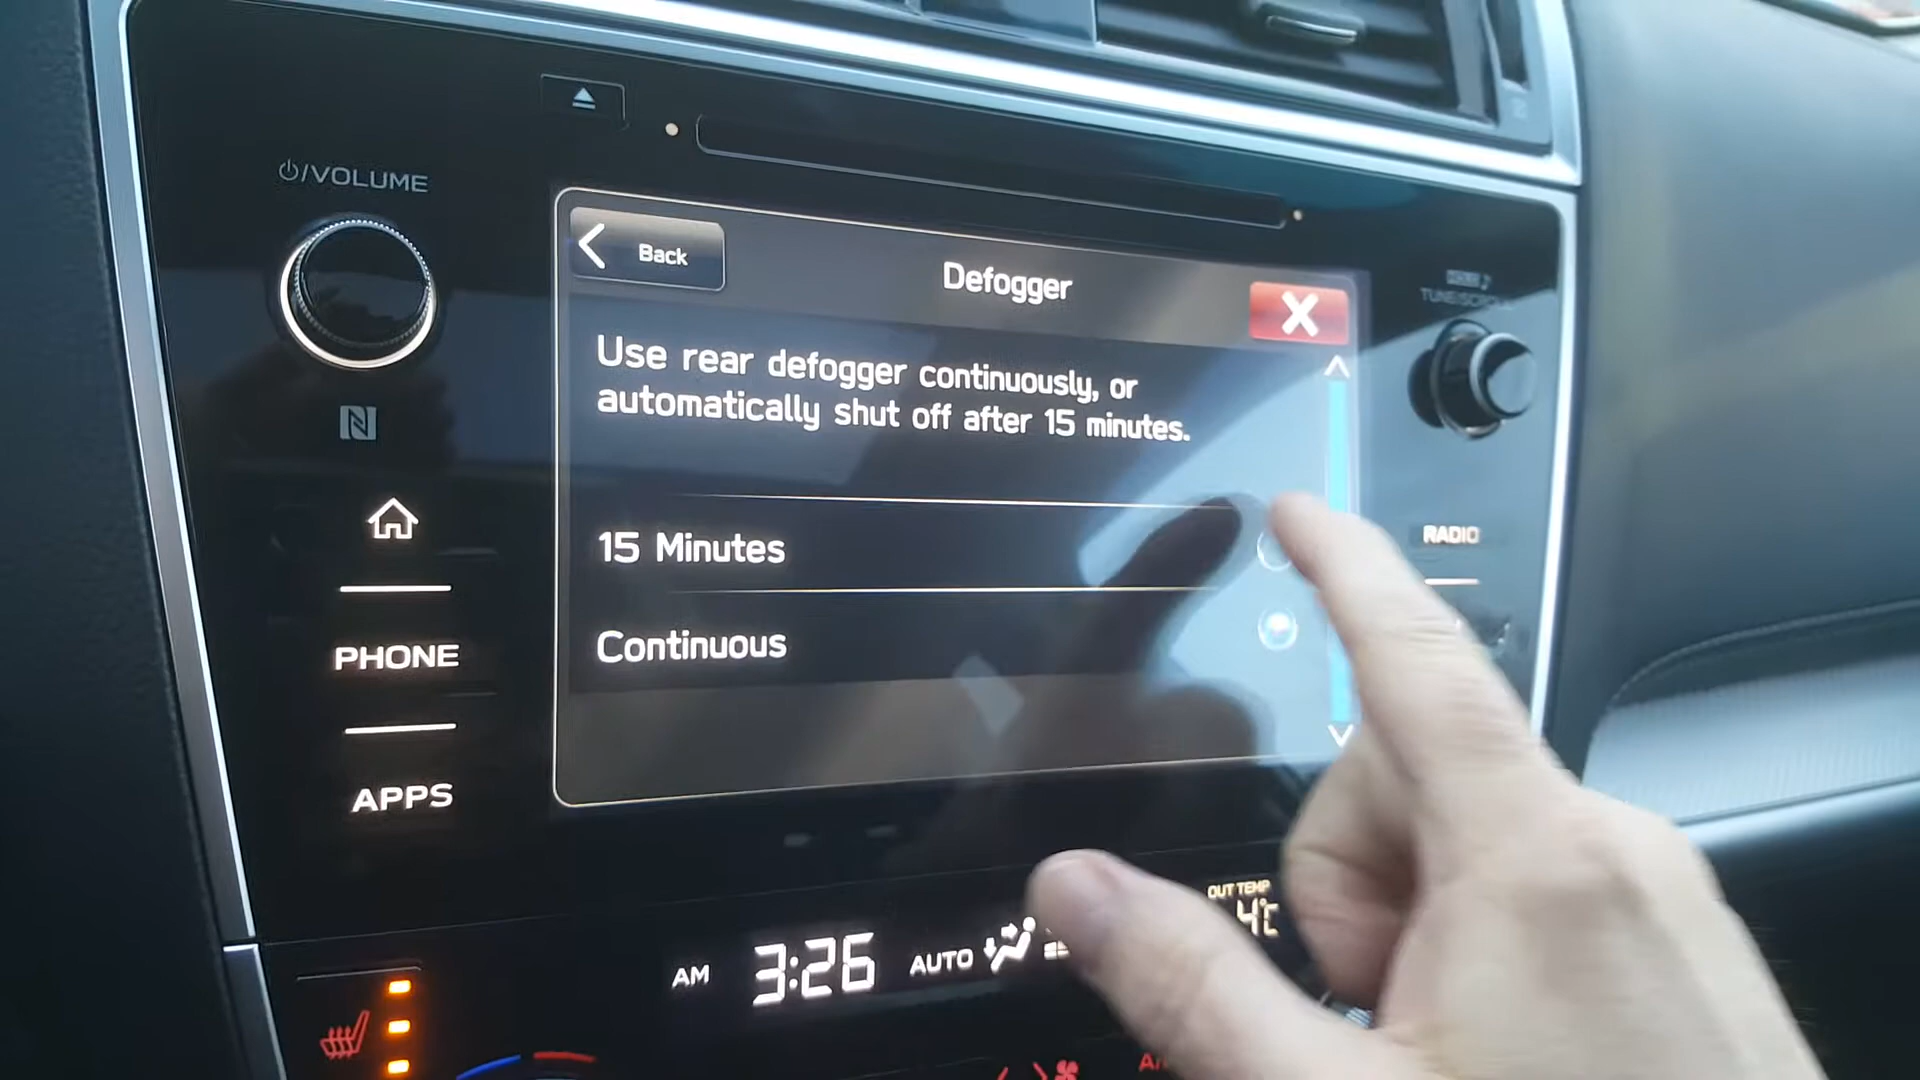 /VOLUME
Back
Defogger
TUNE/SCROLL
Use rear defogger continuously, or
automatically shut off after 15 minutes.
15 Minutes
RADIO
Continuous
PHONE
APPS
OUT TEMP
4°C
AM 3:26 AUTO